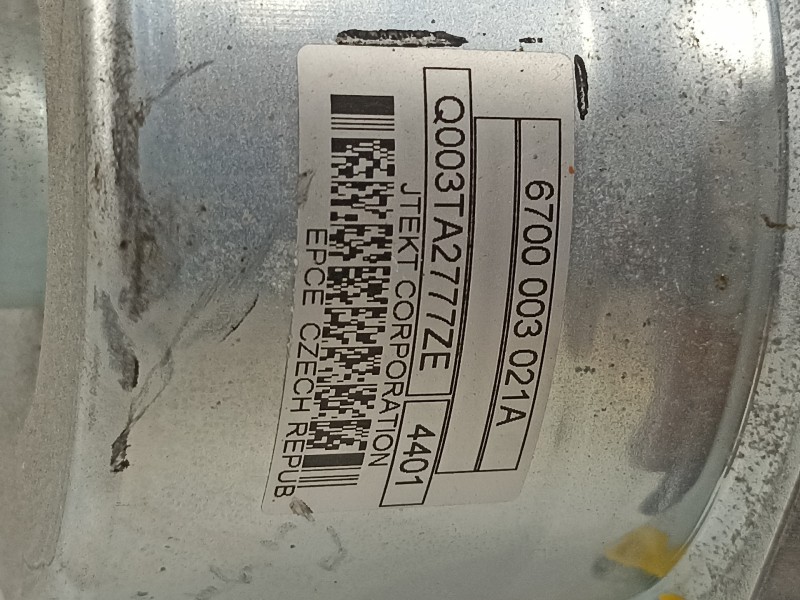 6700 003 021A
Q003TA2777ZE 4401
JTEKT CORPORATION
EPCE CZECH REPUB